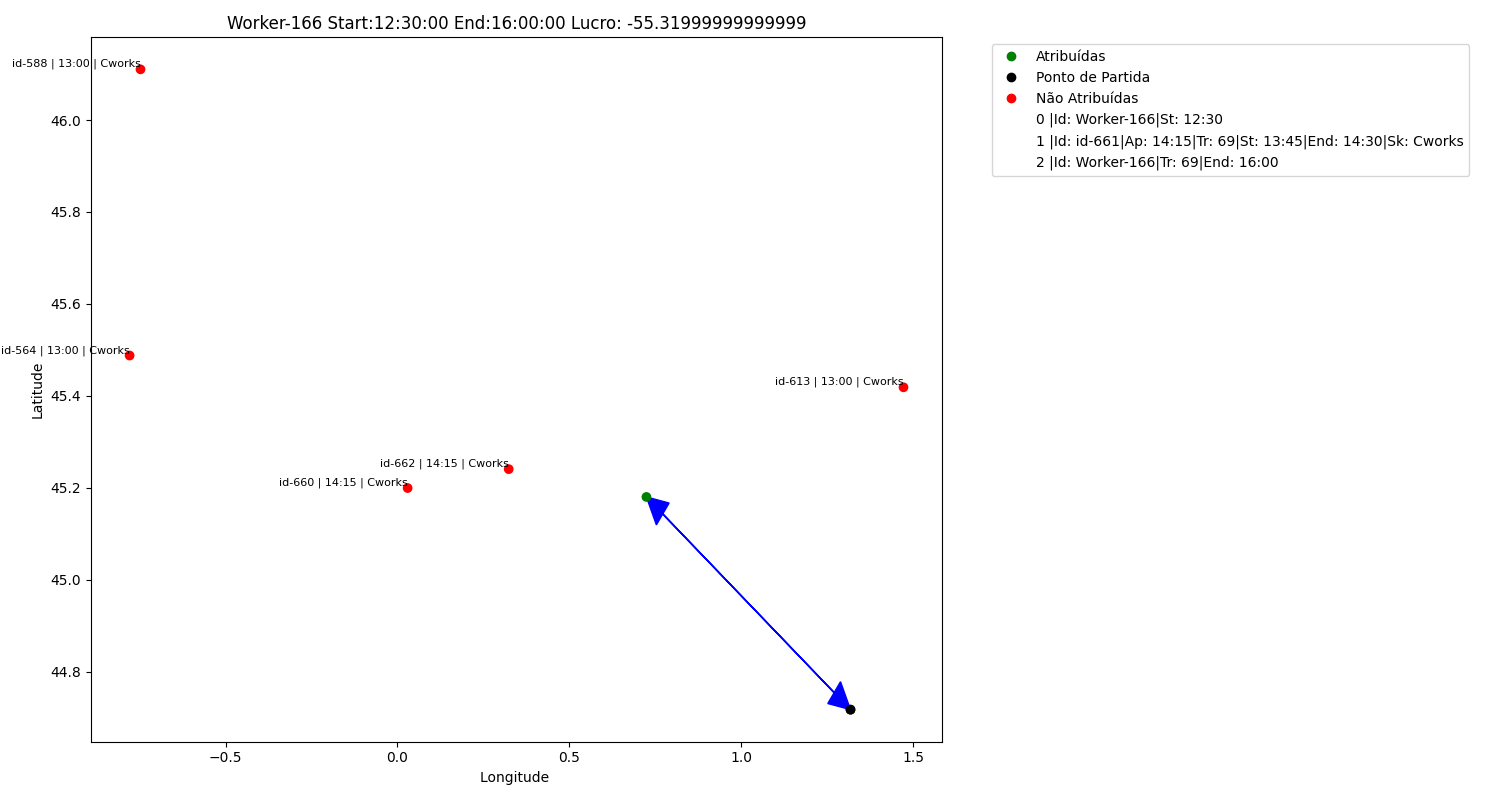 Worker-166 Start:12:30:00 End:16:00:00 Lucro: -55.31999999999999
id-588 | 13:00 | Cworks
id-564 | 13:00 | Cworks
id-613 | 13:00 | Cworks
id-662 | 14:15 | Cworks
id-660 | 14:15 | Cworks
46.0
45.8
45.6
45.4
45.2
45.0
44.8
Latitude
−0.5
0.0
0.5
1.0
1.5
Longitude
Atribuídas
Ponto de Partida
Não Atribuídas
0 |Id: Worker-166|St: 12:30
1 |Id: id-661|Ap: 14:15|Tr: 69|St: 13:45|End: 14:30|Sk: Cworks
2 |Id: Worker-166|Tr: 69|End: 16:00